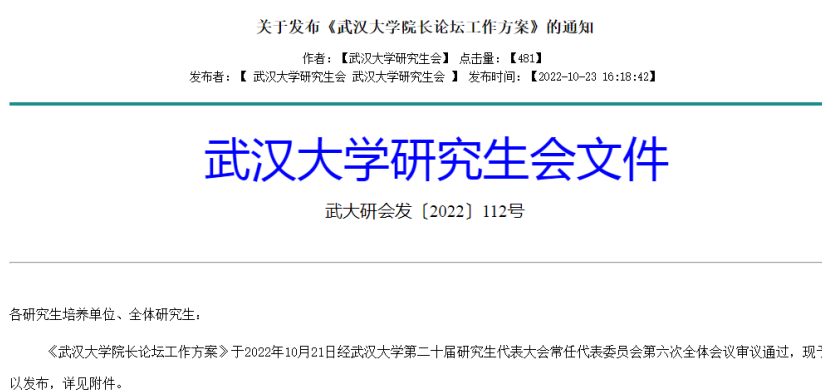 关于发布《武汉大学院长论坛工作方案》的通知
作者：【武汉大学研究生会】 点击量：【481】
发布者：【 武汉大学研究生会 武汉大学研究生会 】 发布时间：【2022-10-23 16:18:42】
武汉大学研究生会文件
武大研会发〔2022〕112号
各研究生培养单位、全体研究生：
《武汉大学院长论坛工作方案》于2022年10月21日经武汉大学第二十届研究生代表大会常任代表委员会第六次全体会议审议通过，现予
以发布，详见附件。